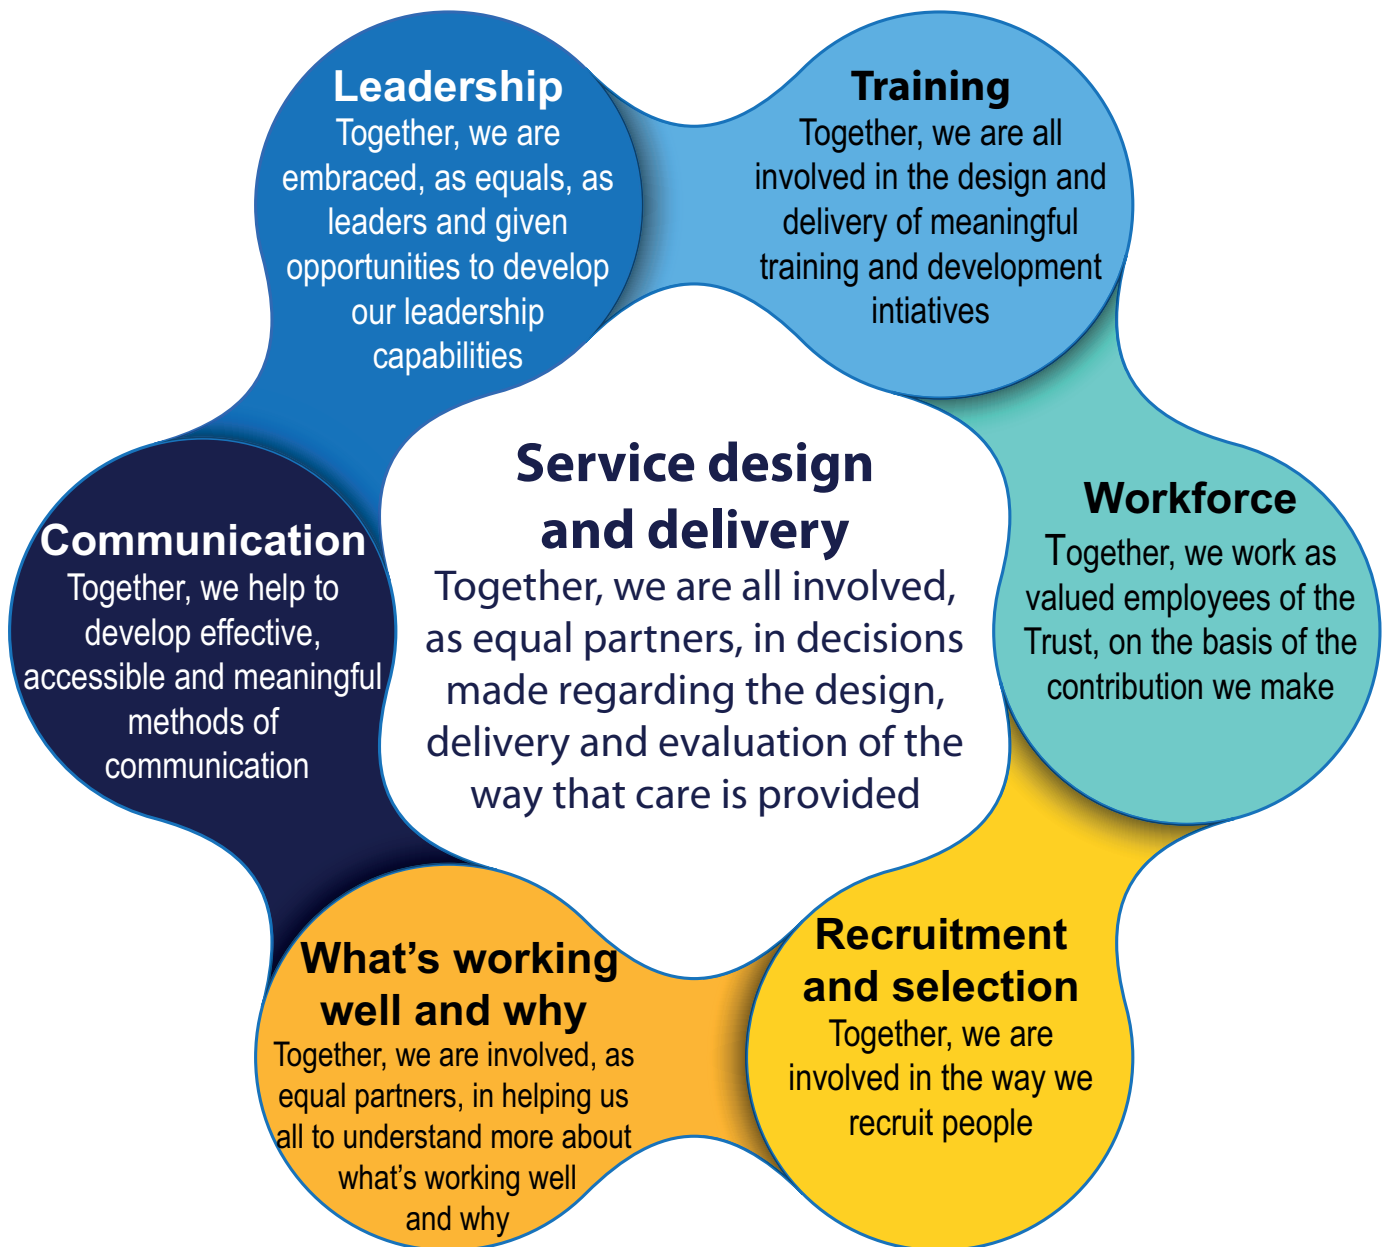 Leadership
Together, we are
embraced, as equals, as
leaders and given
opportunities to develop
our leadership
capabilities
Training
Together, we are all
involved in the design and
delivery of meaningful
training and development
intiatives
Service design
and delivery
Together, we are all involved,
as equal partners, in decisions
made regarding the design,
delivery and evaluation of the
way that care is provided
Workforce
Together, we work as
valued employees of the
Trust, on the basis of the
contribution we make
Communication
Together, we help to
develop effective,
accessible and meaningful
methods of
communication
What's working
well and why
Together, we are involved, as
equal partners, in helping us
all to understand more about
what's working well
and why
Recruitment
and selection
Together, we are
involved in the way we
recruit people